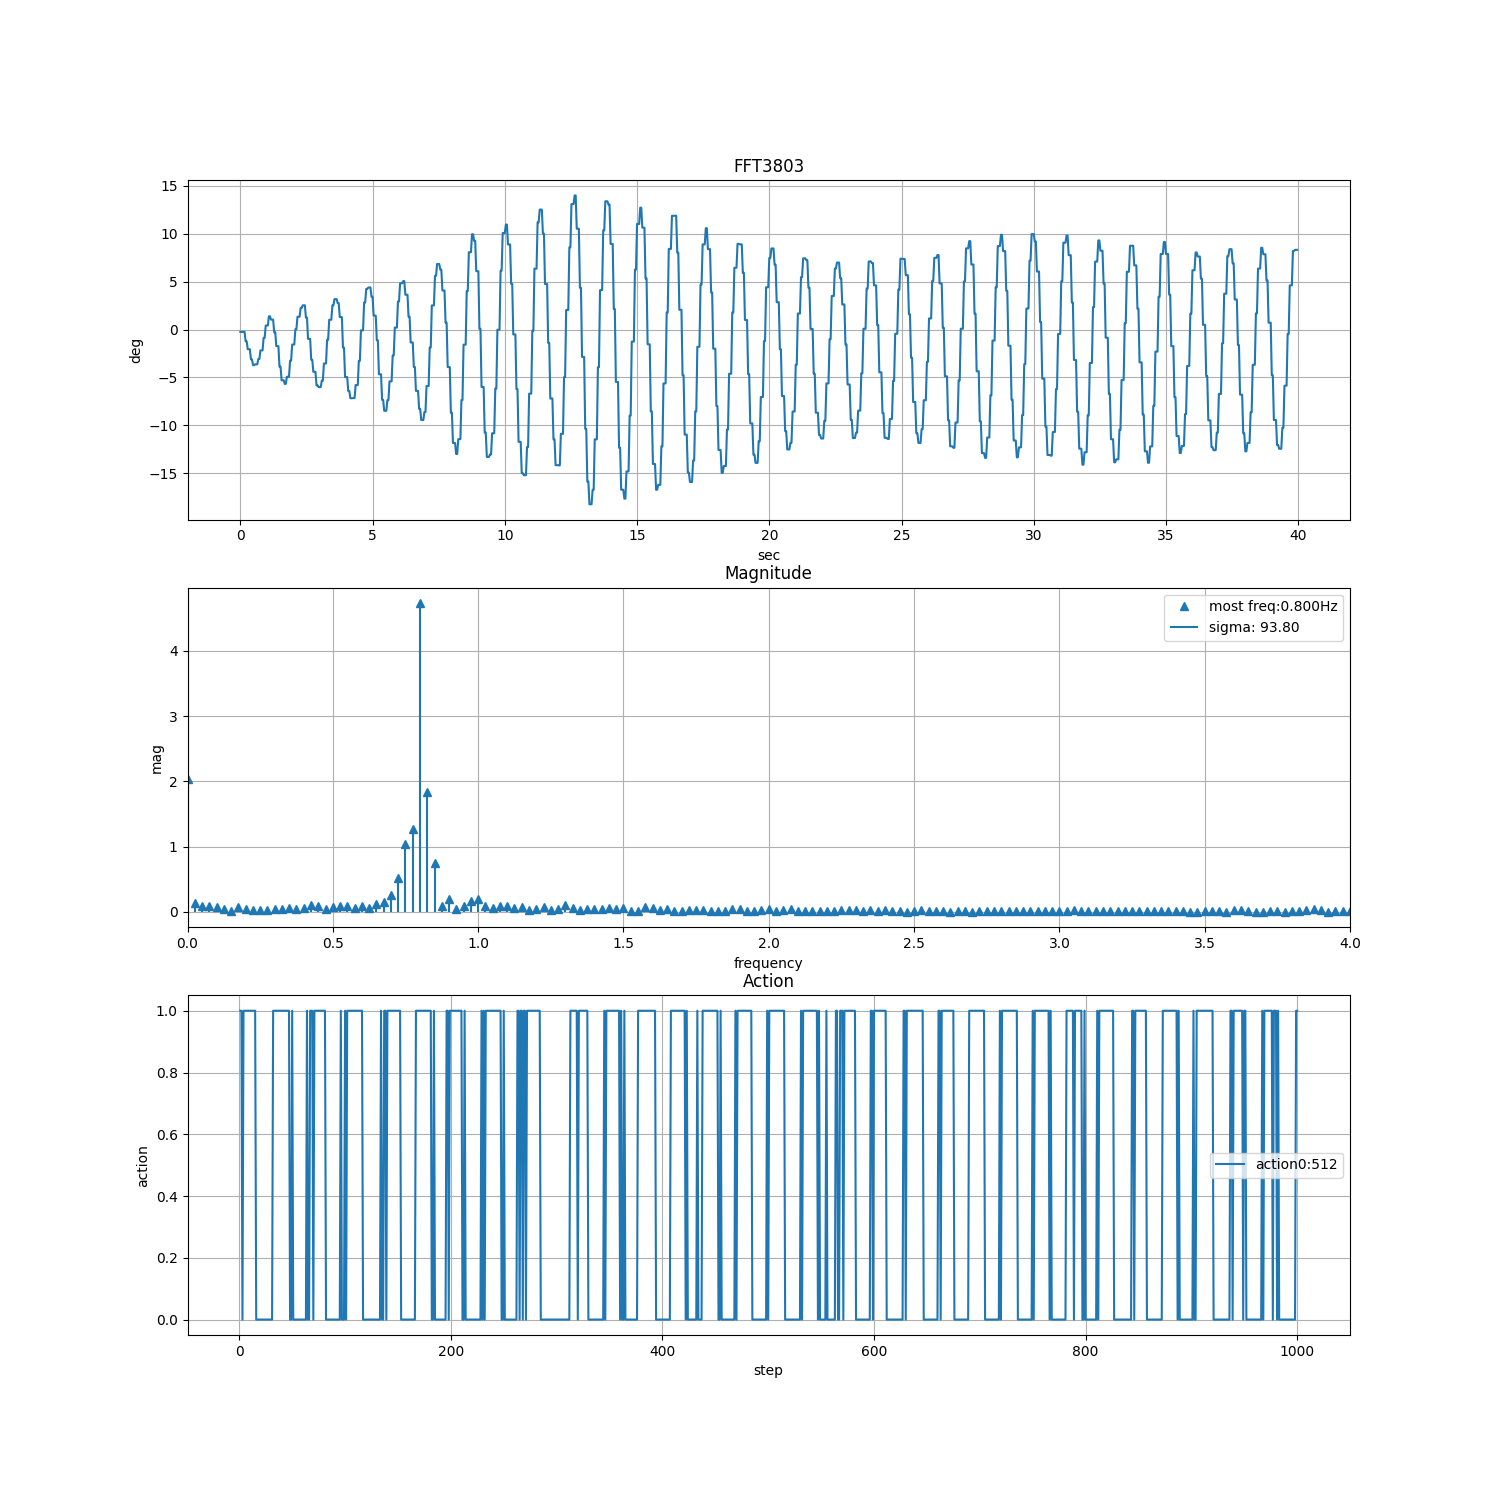 FFT3803
15
10
5
0
−5
−10
−15
deg
0 5 10 15 20 25 30 35 40
sec
Magnitude
most freq:0.800Hz
sigma: 93.80
4
3
2
1
0
mag
0.0 0.5 1.0 1.5 2.0 2.5 3.0 3.5 4.0
frequency
Action
1.0
0.8
0.6
0.4
0.2
0.0
action
action0:512
0 200 400 600 800 1000
step